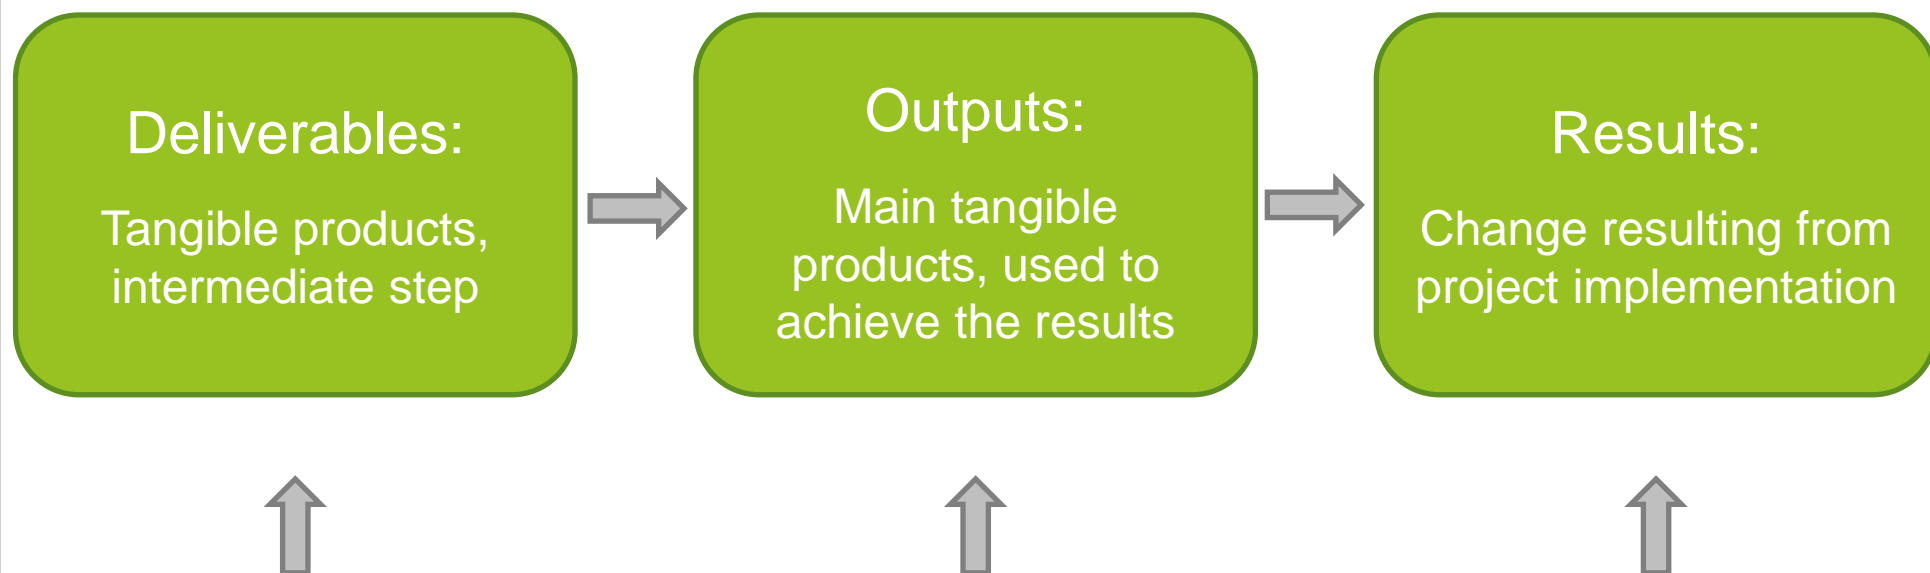 Deliverables:
Tangible products,
intermediate step
Outputs:
Main tangible
products, used to
achieve the results
Results:
Change resulting from
project implementation